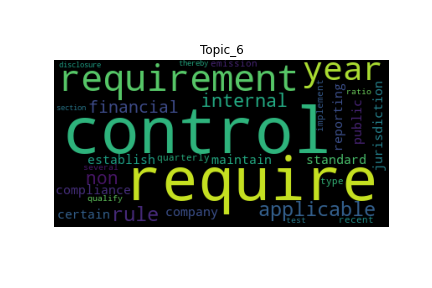 Topic_6
disclosure thereby emission
requirement year
financial internal ratio
section control implement reporting public jurisdiction
establish quarterly maintain standard
several non require type
compliance
qualify
certain rule company applicable
test recent